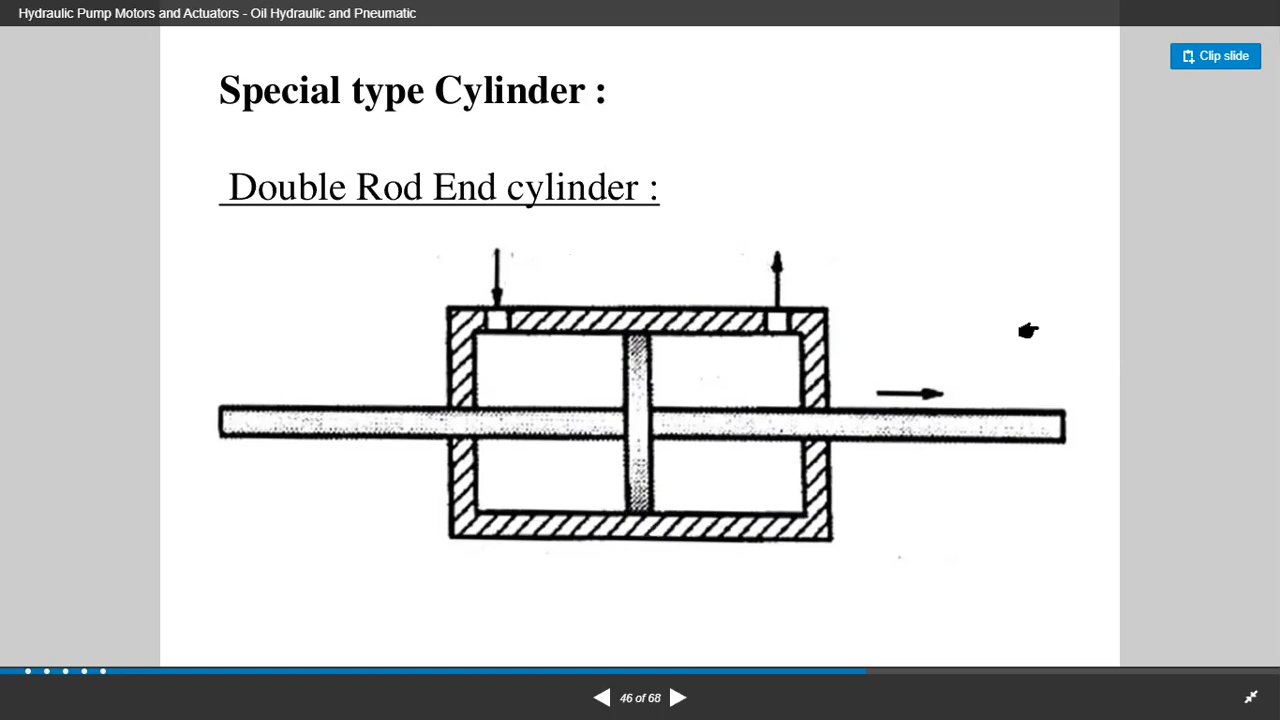 Hydraulic Pump Motors and Actuators - Oil Hydraulic and Pneumatic
Clip slide
Special type Cylinder :
Double Rod End cylinder :
46 of 68